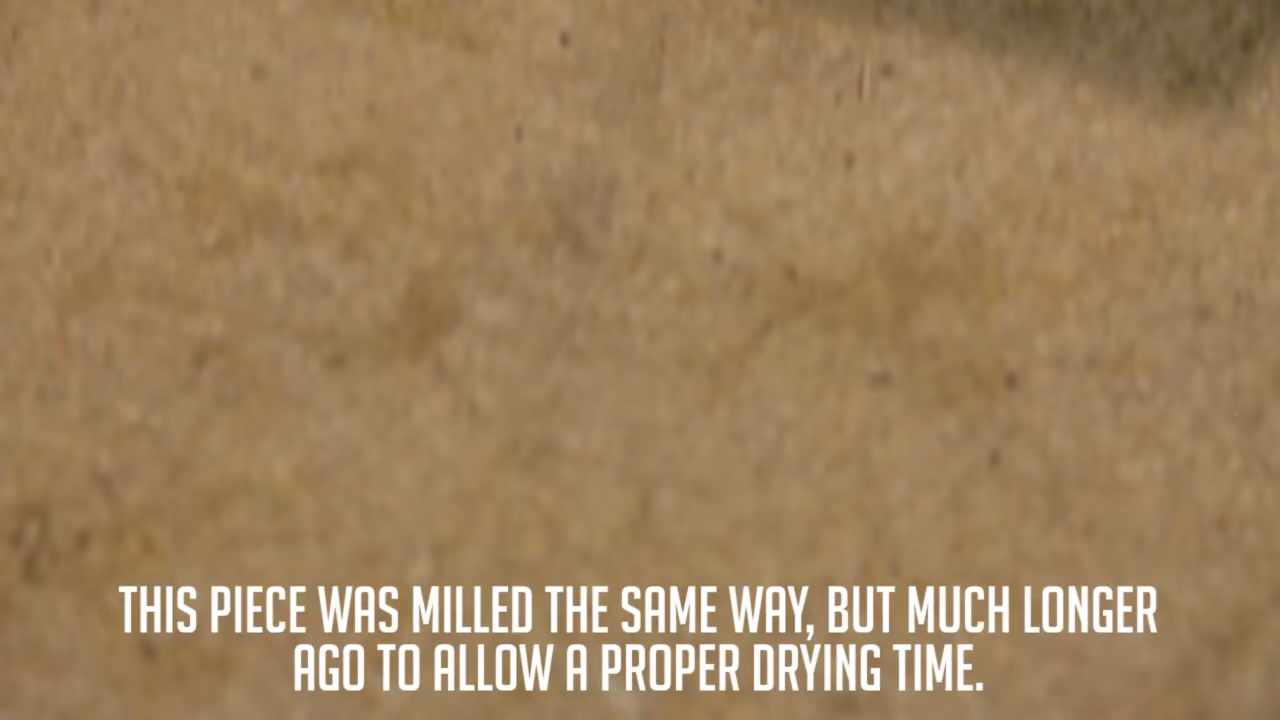 THIS PIECE WAS MILLED THE SAME WAY, BUT MUCH LONGER
AGO TO ALLOW A PROPER DRYING TIME.